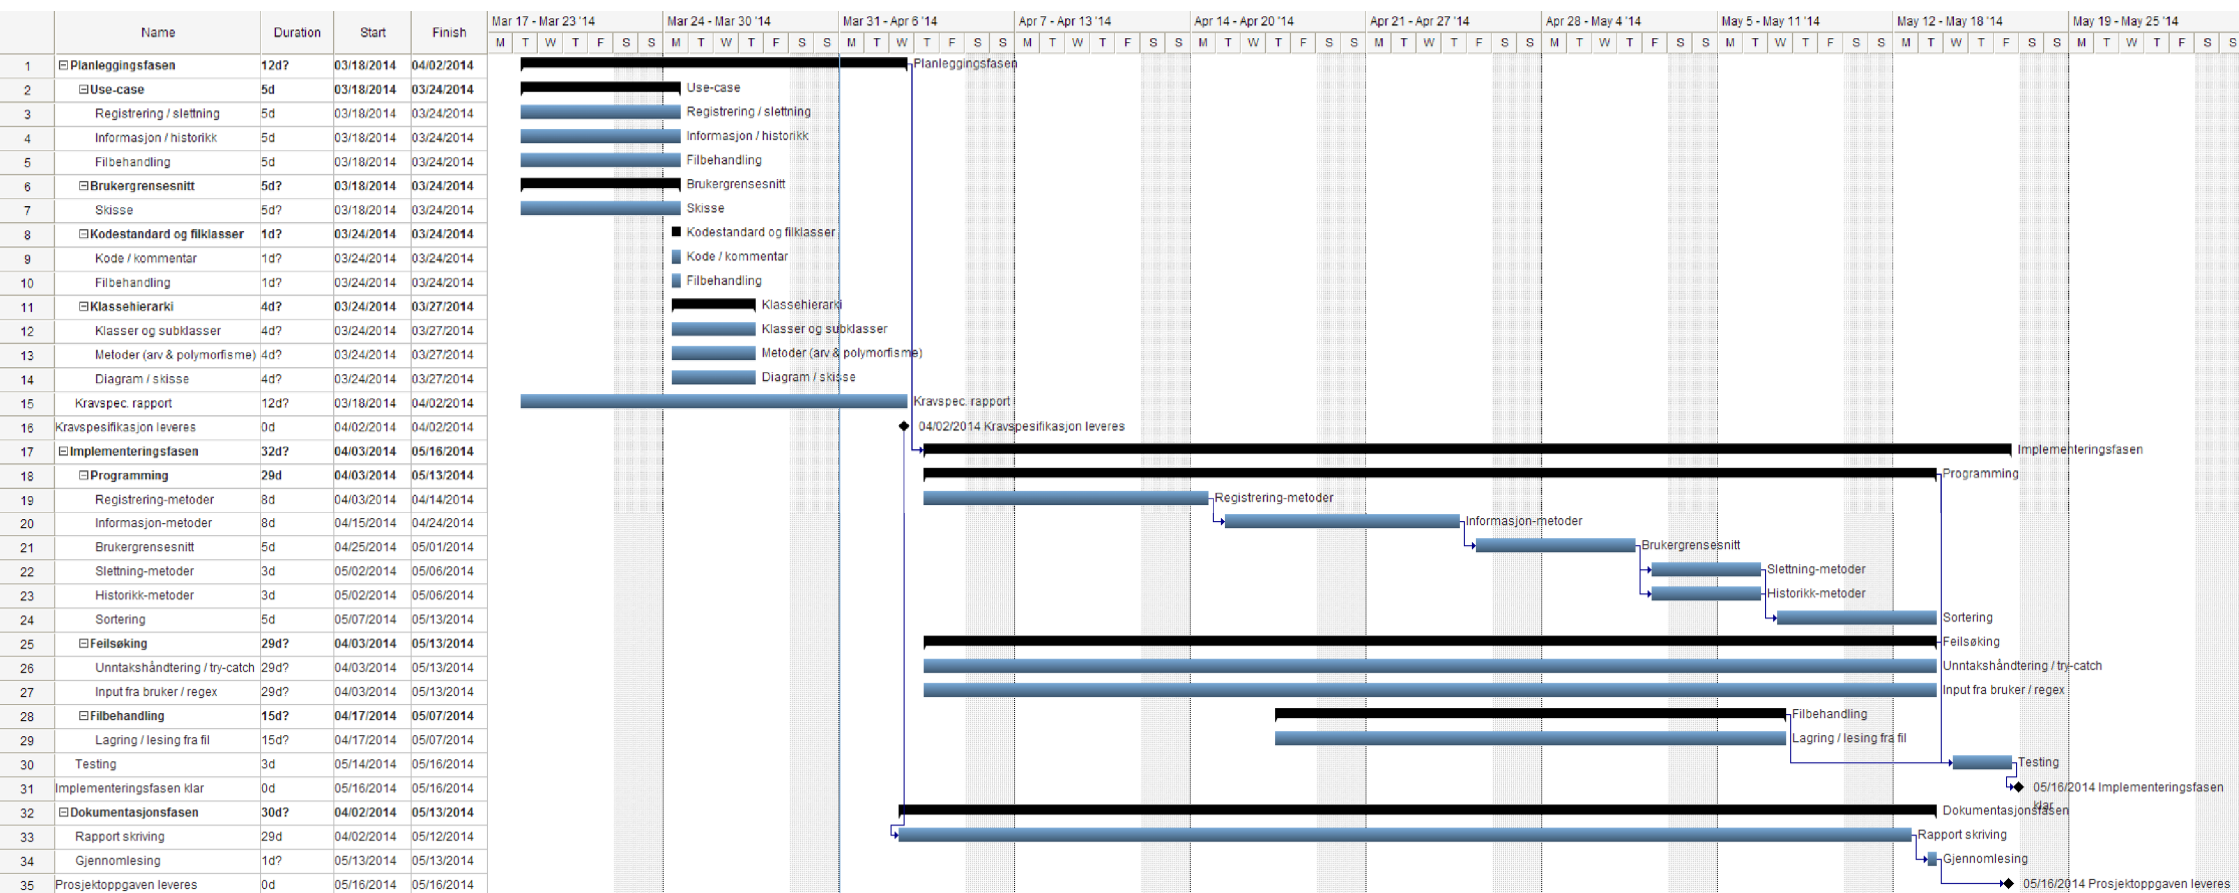 Mar 17 - Mar 23 '14 Mar 24 - Mar 30 '14 Mar 31 - Apr 6 '14 Apr 7 - Apr 13 '14 Apr 14 - Apr 20 '14 Apr 21 - Apr 27 '14 Apr 28 - May 4 '14 May 5 - May 11 '14 May 12 - May 18 '14 May 19 - May 25 '14
Name Duration Start Finish
M T W T F S S M T W T F S S M T W T F S S M T W T F S S M T W T F S S M T W T F S S M T W T F S S M T W T F S S M T W T F S S M T W T F S S
1 Planleggingsfasen 12d? 03/18/2014 04/02/2014 Planleggingsfasen
2 Use-case 5d 03/18/2014 03/24/2014 Use-case
3 Registrering / slettning 5d 03/18/2014 03/24/2014 Registrering / slettning
4 Informasjon / historikk 5d 03/18/2014 03/24/2014 Informasjon / historikk
5 Filbehandling 5d 03/18/2014 03/24/2014 Filbehandling
6 Brukergrensesnitt 5d? 03/18/2014 03/24/2014 Brukergrensesnitt
7 Skisse 5d? 03/18/2014 03/24/2014 Skisse
8 Kodestandard og filklasser 1d? 03/24/2014 03/24/2014 Kodestandard og filklasser
9 Kode / kommentar 1d? 03/24/2014 03/24/2014 Kode / kommentar
10 Filbehandling 1d? 03/24/2014 03/24/2014 Filbehandling
11 Klassehierarki 4d? 03/24/2014 03/27/2014 Klassehierarki
12 Klasser og subklasser 4d? 03/24/2014 03/27/2014 Klasser og subklasser
13 Metoder (arv & polymorfisme) 4d? 03/24/2014 03/27/2014 Metoder (arv & polymorfisme)
14 Diagram / skisse 4d? 03/24/2014 03/27/2014 Diagram / skisse
15 Kravspec. rapport 12d? 03/18/2014 04/02/2014 Kravspec. rapport
16 Kravspesifikasjon leveres 0d 04/02/2014 04/02/2014 04/02/2014 Kravspesifikasjon leveres
17 Implementeringsfasen 32d? 04/03/2014 05/16/2014 Implementeringsfasen
18 Programming 29d 04/03/2014 05/13/2014 Programming
19 Registrering-metoder 8d 04/03/2014 04/14/2014 Registrering-metoder
20 Informasjon-metoder 8d 04/15/2014 04/24/2014 Informasjon-metoder
21 Brukergrensesnitt 5d 04/25/2014 05/01/2014 Brukergrensesnitt
22 Slettning-metoder 3d 05/02/2014 05/06/2014 Slettning-metoder
23 Historikk-metoder 3d 05/02/2014 05/06/2014 Historikk-metoder
24 Sortering 5d 05/07/2014 05/13/2014 Sortering
25 Feilsøking 29d? 04/03/2014 05/13/2014 Feilsøking
26 Unntakshåndtering / try-catch 29d? 04/03/2014 05/13/2014 Unntakshåndtering / try-catch
27 Input fra bruker / regex 29d? 04/03/2014 05/13/2014 Input fra bruker / regex
28 Filbehandling 15d? 04/17/2014 05/07/2014 Filbehandling
29 Lagring / lesing fra fil 15d? 04/17/2014 05/07/2014 Lagring / lesing fra fil
30 Testing 3d 05/14/2014 05/16/2014 Testing
31 Implementeringsfasen klar 0d 05/16/2014 05/16/2014 05/16/2014 Implementeringsfasen
klar
32 Dokumentasjonsfasen 30d? 04/02/2014 05/13/2014 Dokumentasjonsfasen
33 Rapport skriving 29d 04/02/2014 05/12/2014 Rapport skriving
34 Gjennomlesing 1d? 05/13/2014 05/13/2014 Gjennomlesing
35 Prosjektoppgaven leveres 0d 05/16/2014 05/16/2014 05/16/2014 Prosjektoppgaven leveres